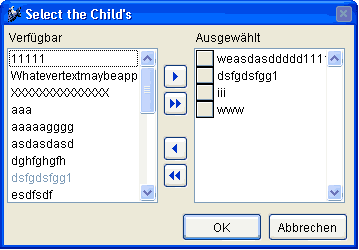 Select the Child's
Verfügbar
Ausgewählt
11111
Whatevertextmaybeapp
XXXXXXXXXXXXXXX
aaa
aaaaagggg
asdasdasd
dghfghgfh
dsfgdsfgg1
esdfsdf
weasdasddddd111
dsfgdsfgg1
iii
www
OK
Abbrechen